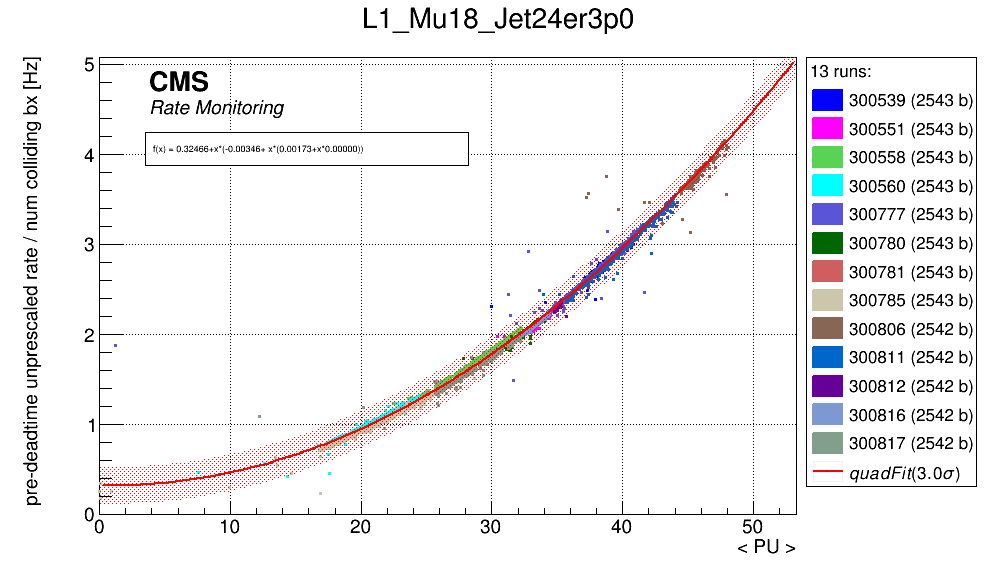 L1_Mu18_Jet24er3p0
pre-deadtime unprescaled rate / num colliding bx [Hz]
CMS
Rate Monitoring
f(x) = 0.32466+x*(-0.00346+ x*(0.00173+x*0.00000))
5
4
3
2
1
0
0 10 20 30 40 50
< PU >
13 runs:
300539 (2543 b)
300551 (2543 b)
300558 (2543 b)
300560 (2543 b)
300777 (2543 b)
300780 (2543 b)
300781 (2543 b)
300785 (2543 b)
300806 (2542 b)
300811 (2542 b)
300812 (2542 b)
300816 (2542 b)
300817 (2542 b)
quadFit(3.0σ)